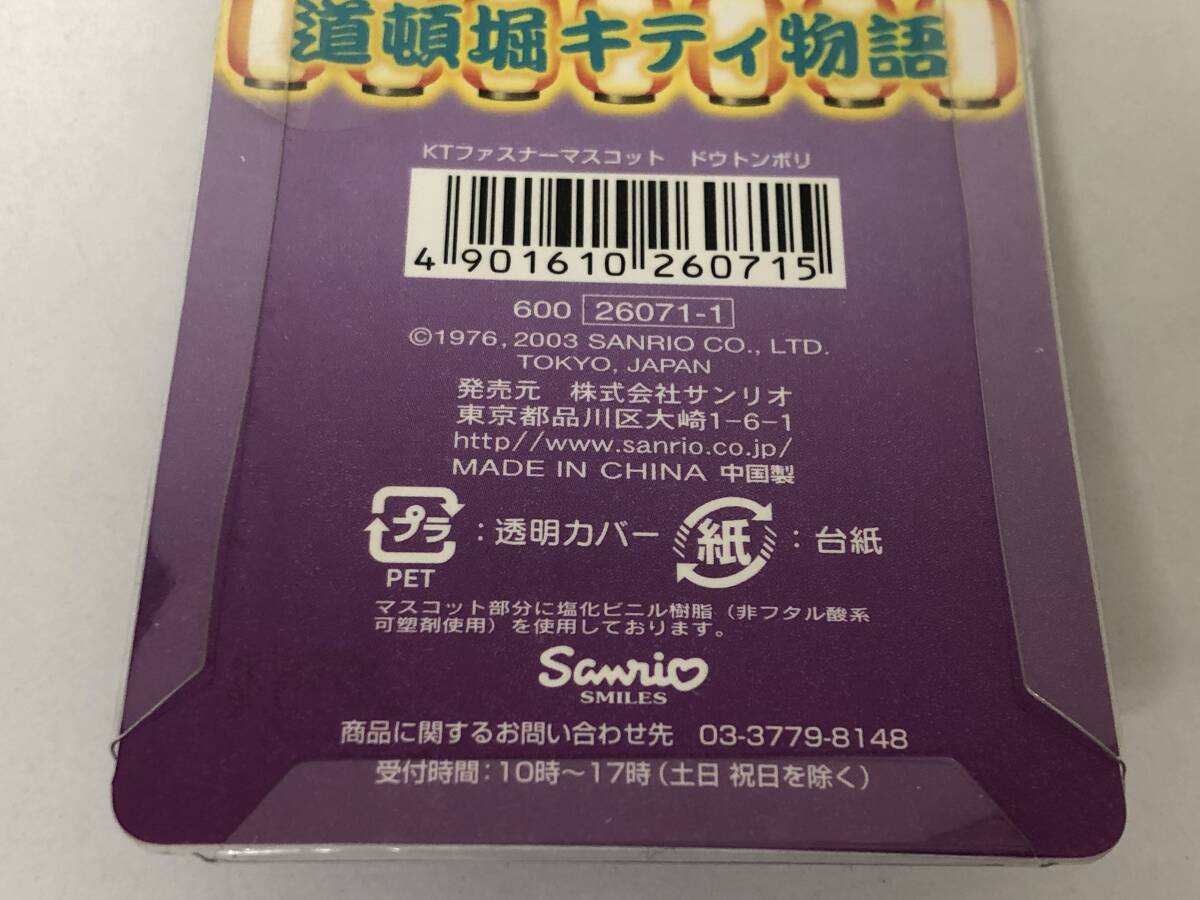 道頓堀キティ物語
KTファスナーマスコット　ドウトンボリ
4 901610 260715
600 26071-1
©1976, 2003 SANRIO CO., LTD.
TOKYO, JAPAN
発売元　株式会社サンリオ
東京都品川区大崎1-6-1
http//www.sanrio.co.jp/
MADE IN CHINA 中国製
プラ : 透明カバー 紙 : 台紙
PET
マスコット部分に塩化ビニル樹脂（非フタル酸系
可塑剤使用）を使用しております。
Sanrio
SMILES
商品に関するお問い合わせ先　03-3779-8148
受付時間：10時～17時（土日 祝日を除く）